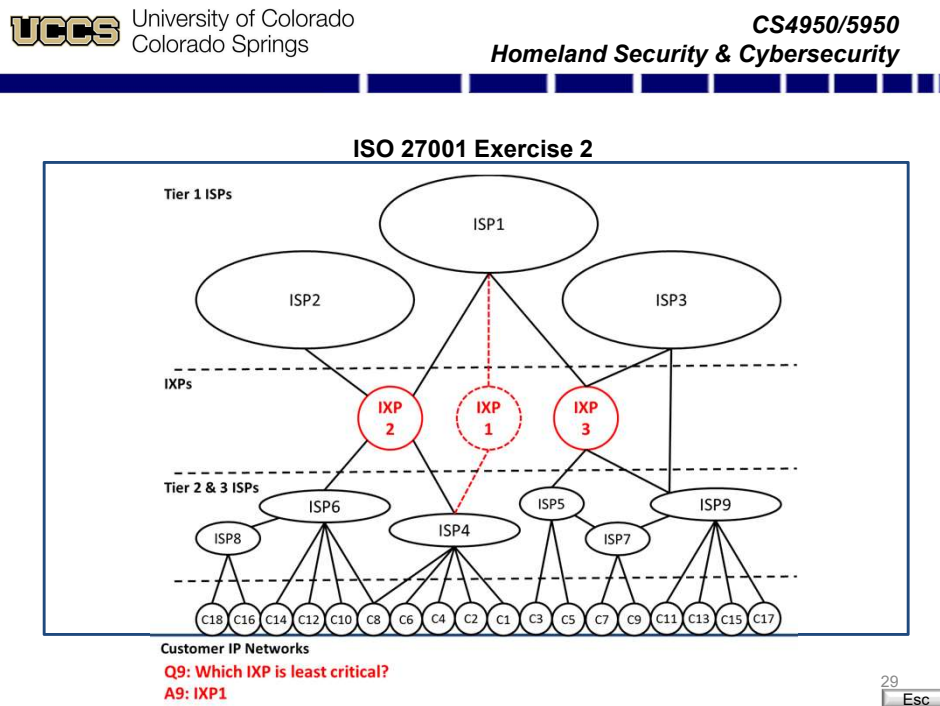 UCCS
University of Colorado
Colorado Springs
CS4950/5950
Homeland Security & Cybersecurity
ISO 27001 Exercise 2
Tier 1 ISPs
ISP1
ISP2
ISP3
IXPs
IXP
2
IXP
1
IXP
3
Tier 2 & 3 ISPs
ISP6
ISP4
ISP5
ISP9
ISP8
ISP7
C18
C16
C14
C12
C10
C8
C6
C4
C2
C1
C3
C5
C7
C9
C11
C13
C15
C17
Customer IP Networks
Q9: Which IXP is least critical?
A9: IXP1
29
Esc